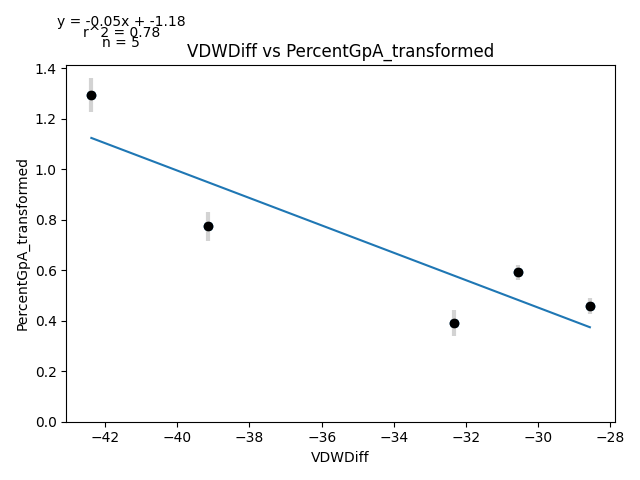 y = -0.05x + -1.18
r^2 = 0.78
n = 5
VDWDiff vs PercentGpA_transformed
1.4
1.2
1.0
0.8
0.6
0.4
0.2
0.0
PercentGpA_transformed
−42
−40
−38
−36
−34
−32
−30
−28
VDWDiff